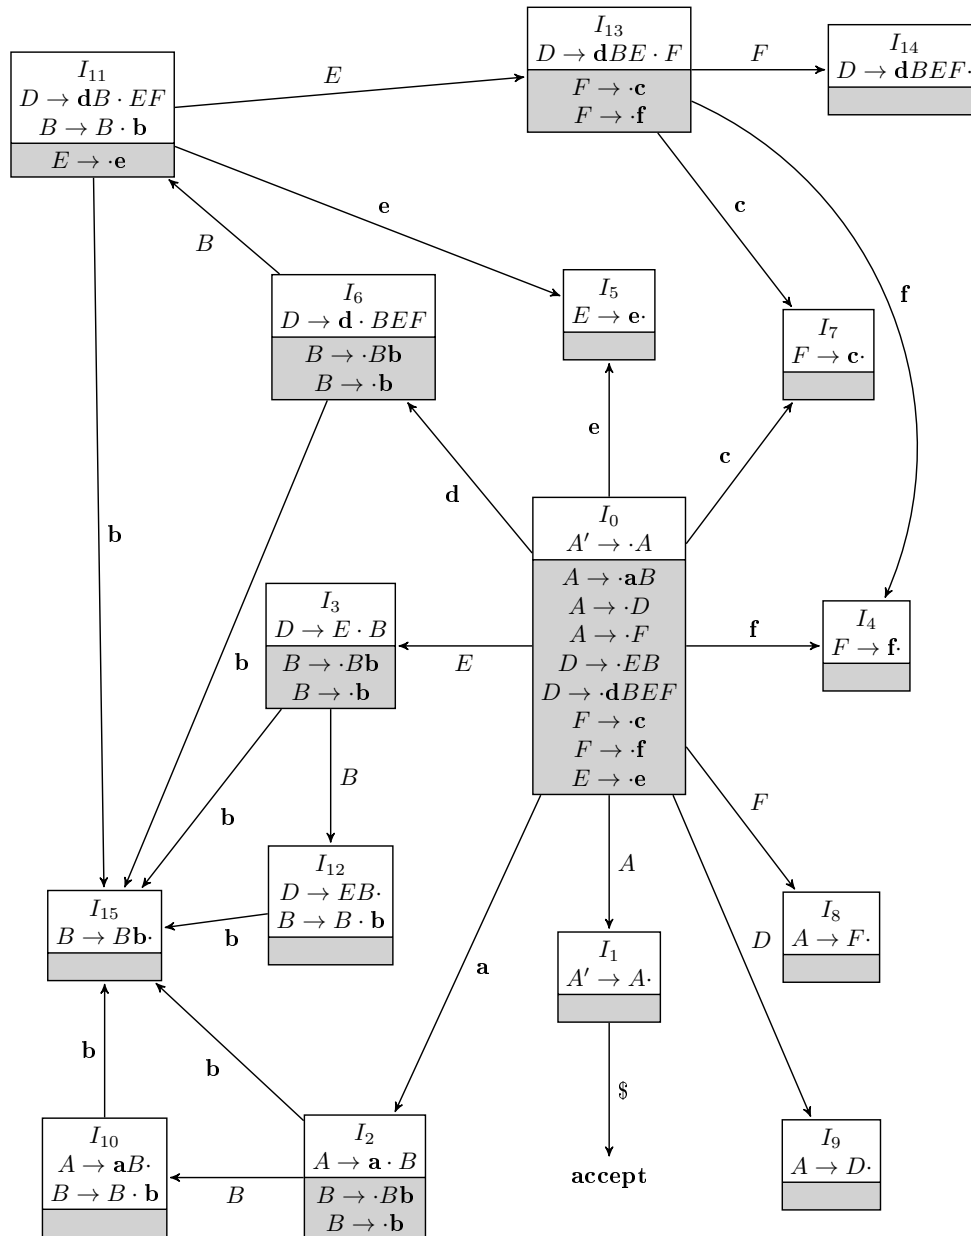 I₁₃
D → dBE · F
F → ·c
F → ·f
F
I₁₄
D → dBEF·
I₁₁
D → dB · EF
B → B · b
E → ·e
E
e
c
f
B
I₆
D → d · BEF
B → ·Bb
B → ·b
I₅
E → e·
I₇
F → c·
e
c
d
b
I₀
A′ → ·A
A → ·aB
A → ·D
A → ·F
D → ·EB
D → ·dBEF
F → ·c
F → ·f
E → ·e
I₃
D → E · B
B → ·Bb
B → ·b
b
E
f
I₄
F → f·
B
b
F
A
I₁₂
D → EB·
B → B · b
I₁₅
B → Bb·
b
I₈
A → F·
D
a
I₁
A′ → A·
b
b
$
I₁₀
A → aB·
B → B · b
B
I₂
A → a · B
B → ·Bb
B → ·b
accept
I₉
A → D·